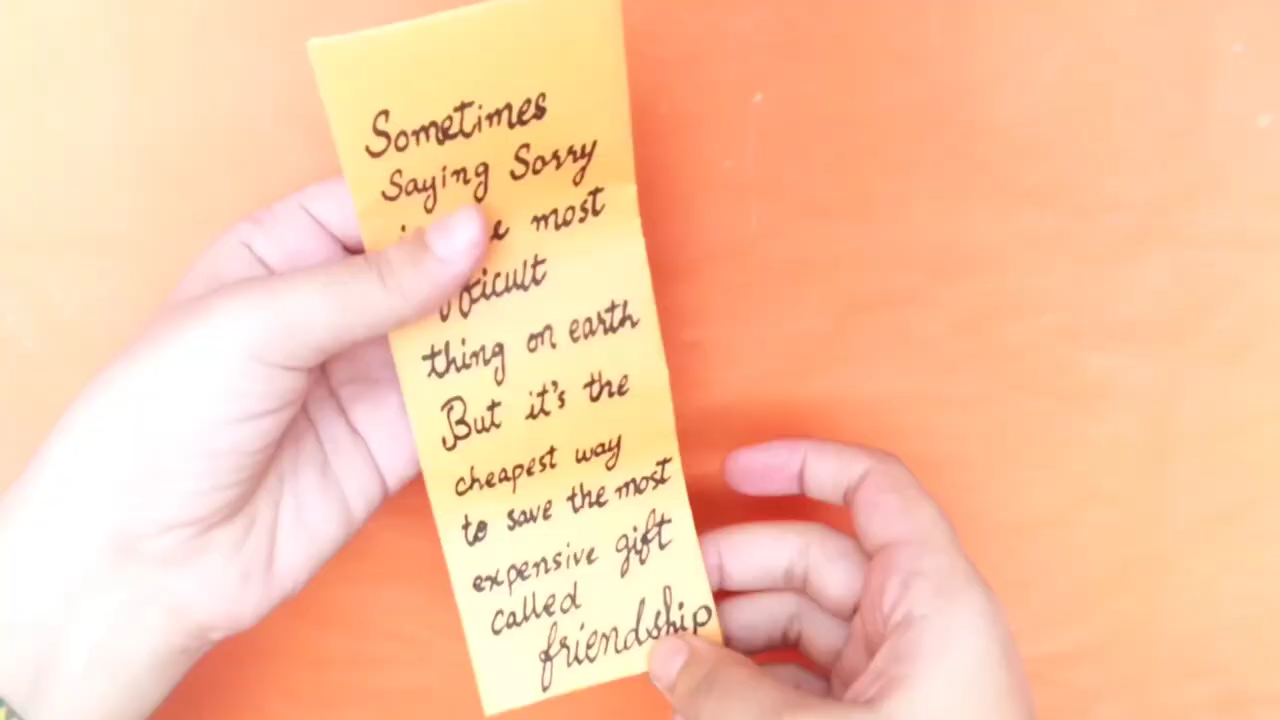 Sometimes
Saying Sorry
most
thing on earth
But it's the
cheapest way
to save the most
expensive gift
called
friendship